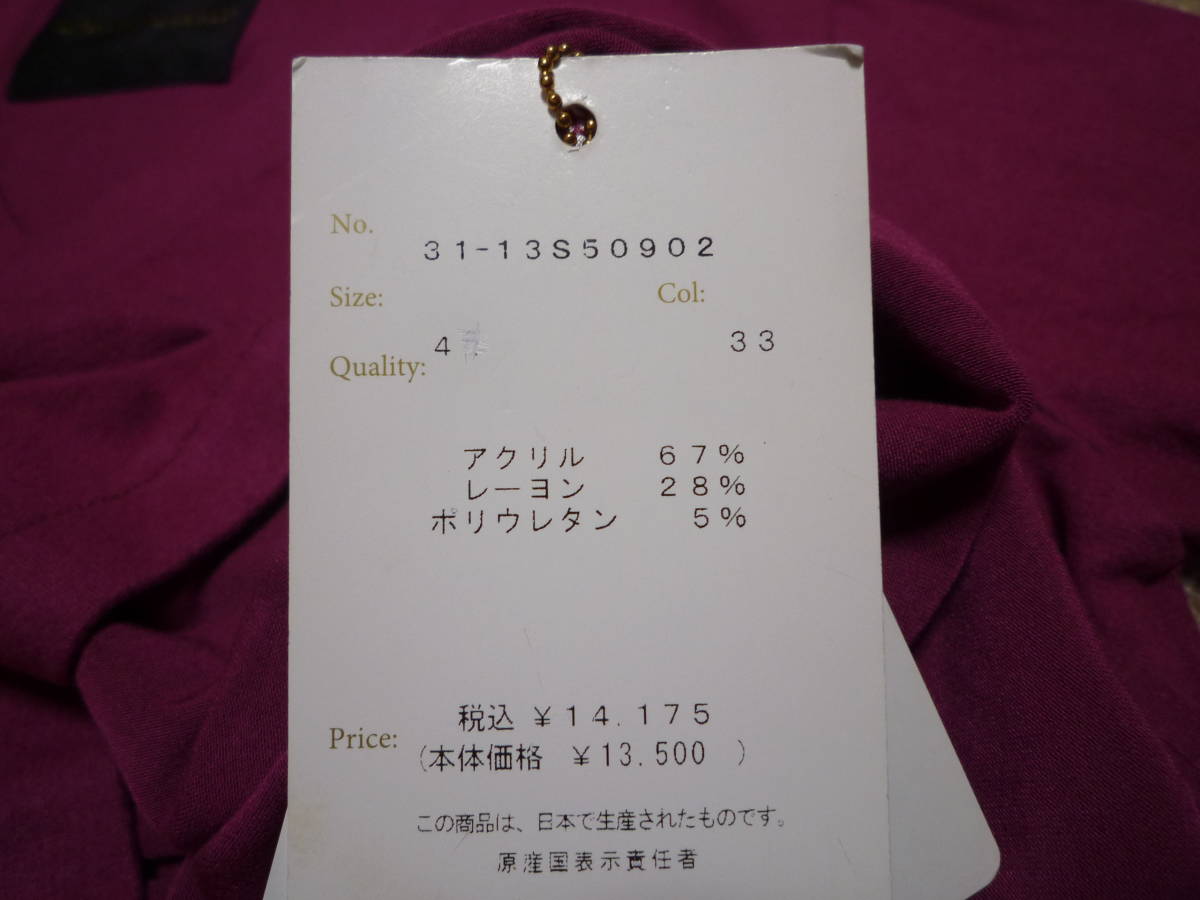 No.
31-13S50902
Size:
Col:
4
33
Quality:
アクリル 67%
レーヨン 28%
ポリウレタン 5%
税込 ¥14.175
Price:
(本体価格 ¥13.500 )
この商品は、日本で生産されたものです。
原産国表示責任者